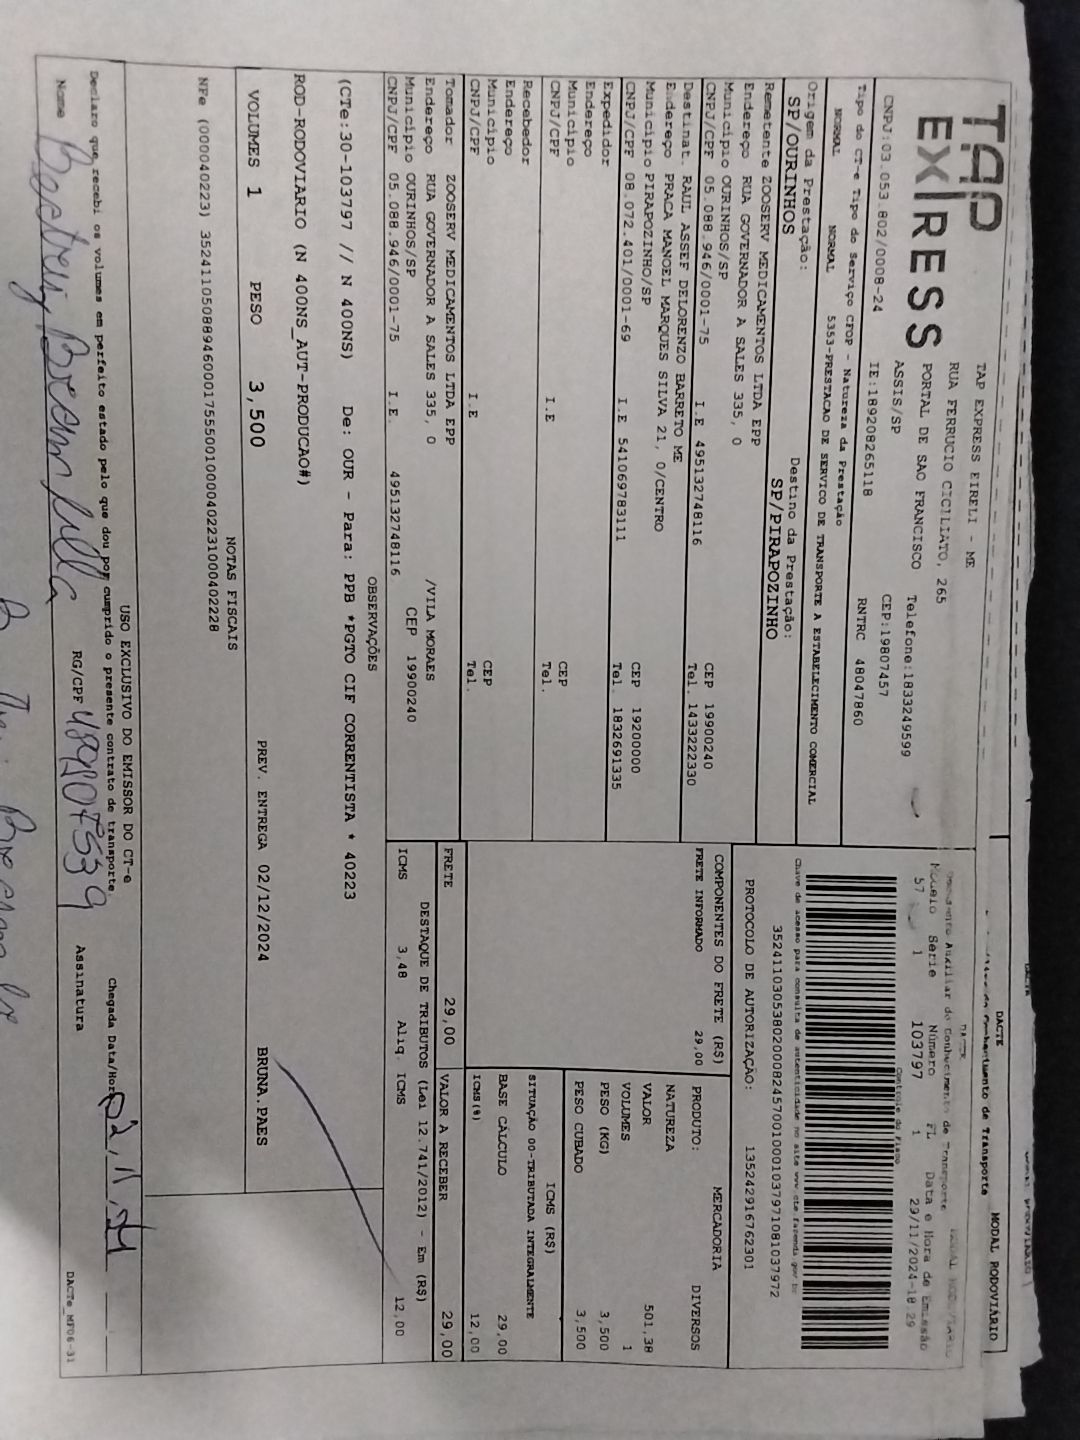 DACTE
MODAL RODOVIÁRIO
de Conhecimento de Transporte
TAP
EX|RESS
TAP EXPRESS EIRELI - ME
RUA FERRUCIO CICILIATO, 265
PORTAL DE SAO FRANCISCO
ASSIS/SP
Telefone:1833249599
CEP:19807457
CNPJ:03.053.802/0008-24
IE:189208265118
RNTRC 48047860
Auxiliar do Conhecimento de Transporte
Modelo Serie Número FL Data e Hora de Emissão
57 1 103797 1 29/11/2024-18:29
Controle do Fisco
Chave de acesso para consulta de autenticidade no site www.cte.fazenda.gov.br
35241103053802000824570010001037971081037972
PROTOCOLO DE AUTORIZAÇÃO: 135242916762301
Tipo do CT-e Tipo do Serviço CFOP - Natureza da Prestação
NORMAL NORMAL 5353-PRESTACAO DE SERVICO DE TRANSPORTE A ESTABELECIMENTO COMERCIAL
Origem da Prestação:
SP/OURINHOS
Destino da Prestação:
SP/PIRAPOZINHO
Remetente ZOOSERV MEDICAMENTOS LTDA EPP
Endereço RUA GOVERNADOR A SALES 335, 0
Município OURINHOS/SP CEP 19900240
CNPJ/CPF 05.088.946/0001-75 I.E 495132748116 Tel. 1433222330
Destinat. RAUL ASSEF DELORENZO BARRETO ME
Endereço PRACA MANOEL MARQUES SILVA 21, 0/CENTRO
Município PIRAPOZINHO/SP CEP 19200000
CNPJ/CPF 08.072.401/0001-69 I.E 541069783111 Tel. 1832691335
Expedidor
Endereço
Município CEP
CNPJ/CPF I.E Tel.
Recebedor
Endereço
Município CEP
CNPJ/CPF I.E Tel.
Tomador ZOOSERV MEDICAMENTOS LTDA EPP
Endereço RUA GOVERNADOR A SALES 335, 0 /VILA MORAES
Município OURINHOS/SP CEP 19900240
CNPJ/CPF 05.088.946/0001-75 I.E. 495132748116
COMPONENTES DO FRETE (R$)
FRETE INFORMADO 29,00
PRODUTO: MERCADORIA
NATUREZA DIVERSOS
VALOR 501,38
VOLUMES 1
PESO (KG) 3,500
PESO CUBADO 3,500
ICMS (R$)
SITUAÇÃO 00-TRIBUTADA INTEGRALMENTE
BASE CÁLCULO 29,00
ICMS(%) 12,00
FRETE 29,00
VALOR A RECEBER 29,00
DESTAQUE DE TRIBUTOS (Lei 12.741/2012) - Em (R$)
ICMS 3,48 Aliq. ICMS 12,00
OBSERVAÇÕES
(CTe:30-103797 // N 400NS) De: OUR - Para: PPB *PGTO CIF CORRENTISTA * 40223
ROD-RODOVIARIO (N 400NS_AUT-PRODUCAO#)
VOLUMES 1 PESO 3,500 PREV. ENTREGA 02/12/2024 BRUNA.PAES
NOTAS FISCAIS
NFe (000040223) 35241105088946000175550010000402231000402228
USO EXCLUSIVO DO EMISSOR DO CT-e
Declaro que recebi os volumes em perfeito estado pelo que dou por cumprido o presente contrato de transporte.
Chegada Data/Hora
Nome RG/CPF Assinatura
DACTe_MF06-31